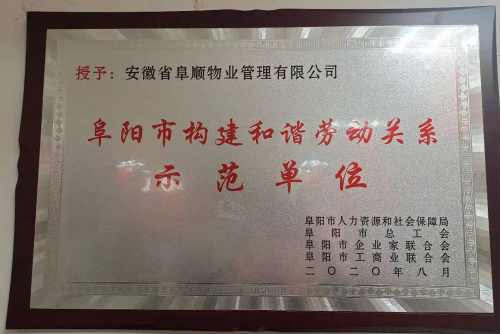 授予：安徽省阜顺物业管理有限公司
阜阳市构建和谐劳动关系
示范单位
阜阳市人力资源和社会保障局
阜阳市总工会
阜阳市企业家联合会
阜阳市工商业联合会
二〇二〇年八月